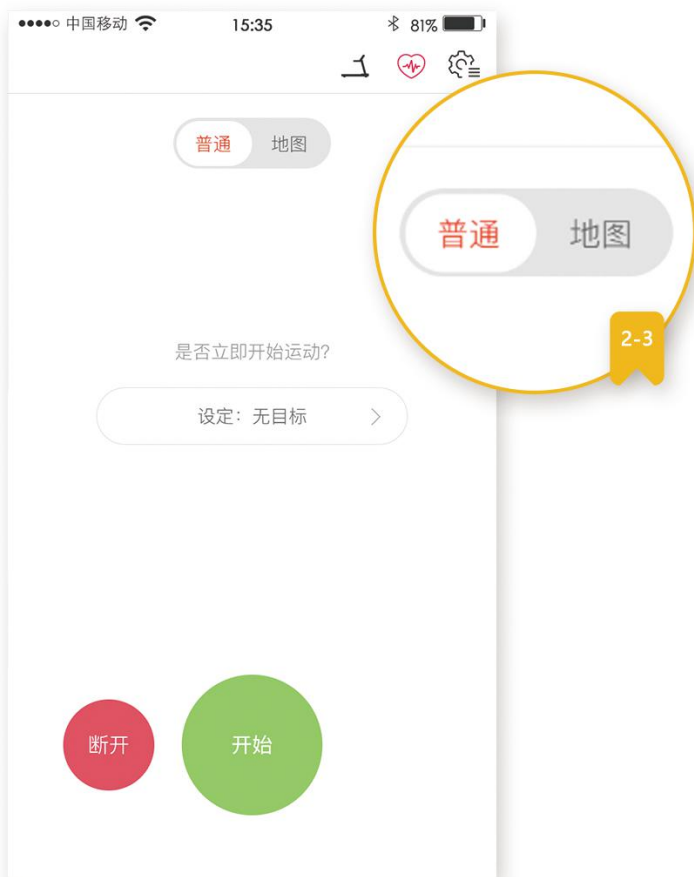 中国移动 15:35 81%
普通 地图
普通 地图
2-3
是否立即开始运动?
设定：无目标
断开 开始